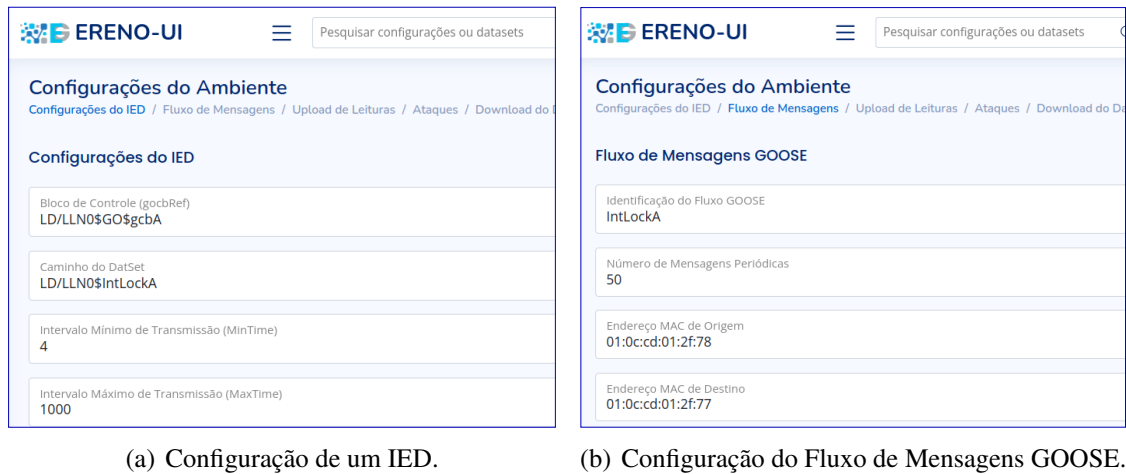 ERENO-UI
Pesquisar configurações ou datasets
Configurações do Ambiente
Configurações do IED / Fluxo de Mensagens / Upload de Leituras / Ataques / Download do
Configurações do IED
Bloco de Controle (gocbRef)
LD/LLN0$GO$gcbA
Caminho do DatSet
LD/LLN0$IntLockA
Intervalo Mínimo de Transmissão (MinTime)
4
Intervalo Máximo de Transmissão (MaxTime)
1000
(a) Configuração de um IED.
ERENO-UI
Pesquisar configurações ou datasets
Configurações do Ambiente
Configurações do IED / Fluxo de Mensagens / Upload de Leituras / Ataques / Download do Da
Fluxo de Mensagens GOOSE
Identificação do Fluxo GOOSE
IntLockA
Número de Mensagens Periódicas
50
Endereço MAC de Origem
01:0c:cd:01:2f:78
Endereço MAC de Destino
01:0c:cd:01:2f:77
(b) Configuração do Fluxo de Mensagens GOOSE.